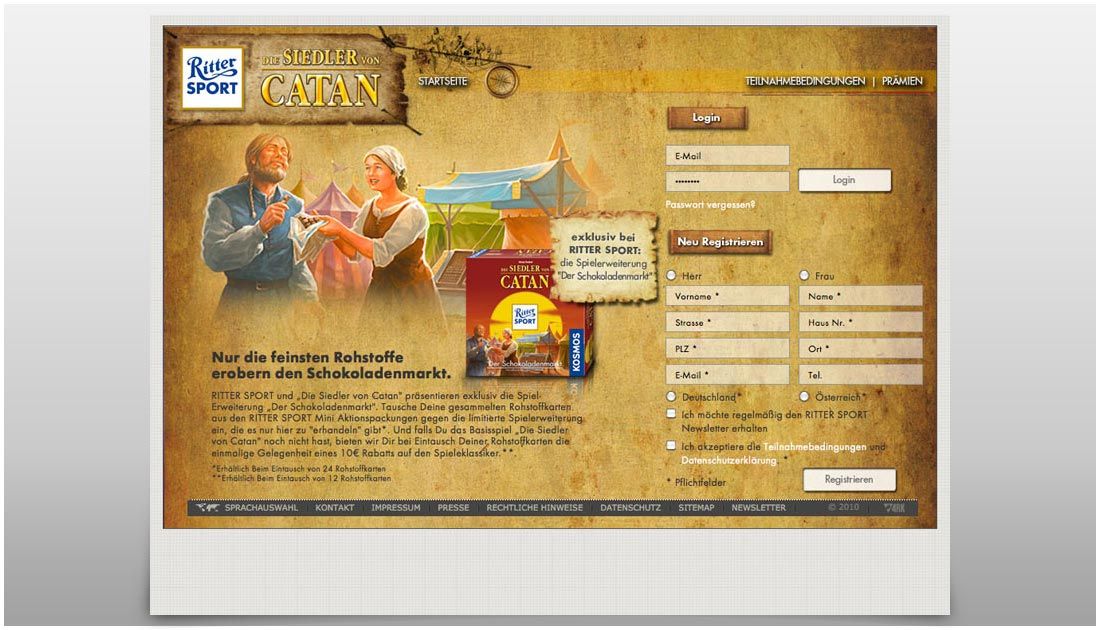 Ritter
SPORT
DIE SIEDLER VON
CATAN
STARTSEITE
TEILNAHMEBEDINGUNGEN | PRÄMIEN
Login
E-Mail
••••••••
Login
Passwort vergessen?
exklusiv bei
RITTER SPORT:
die Spielerweiterung
"Der Schokoladenmarkt"
DIE SIEDLER VON
CATAN
Ritter
SPORT
KOSMOS
Der Schokoladenmarkt
Neu Registrieren
Herr
Frau
Vorname *
Name *
Strasse *
Haus Nr. *
PLZ *
Ort *
E-Mail *
Tel.
Deutschland*
Österreich*
Ich möchte regelmäßig den RITTER SPORT
Newsletter erhalten
Ich akzeptiere die Teilnahmebedingungen und
Datenschutzerklärung. *
* Pflichtfelder
Registrieren
Nur die feinsten Rohstoffe
erobern den Schokoladenmarkt.
RITTER SPORT und „Die Siedler von Catan" präsentieren exklusiv die Spiel-
Erweiterung „Der Schokoladenmarkt". Tausche Deine gesammelten Rohstoffkarten
aus den RITTER SPORT Mini Aktionspackungen gegen die limitierte Spielerweiterung
ein, die es nur hier zu "erhandeln" gibt*. Und falls Du das Basisspiel „Die Siedler
von Catan" noch nicht hast, bieten wir Dir bei Eintausch Deiner Rohstoffkarten die
einmalige Gelegenheit eines 10€ Rabatts auf den Spieleklassiker.**.
*Erhältlich Beim Eintausch von 24 Rohstoffkarten
**Erhältlich Beim Eintausch von 12 Rohstoffkarten
SPRACHAUSWAHL | KONTAKT | IMPRESSUM | PRESSE | RECHTLICHE HINWEISE | DATENSCHUTZ | SITEMAP | NEWSLETTER | © 2010